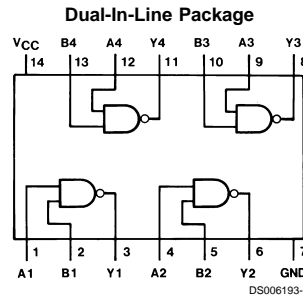 Dual-In-Line Package
VCC B4 A4 Y4 B3 A3 Y3
14 13 12 11 10 9 8
1 2 3 4 5 6 7
A1 B1 Y1 A2 B2 Y2 GND
DS006193-